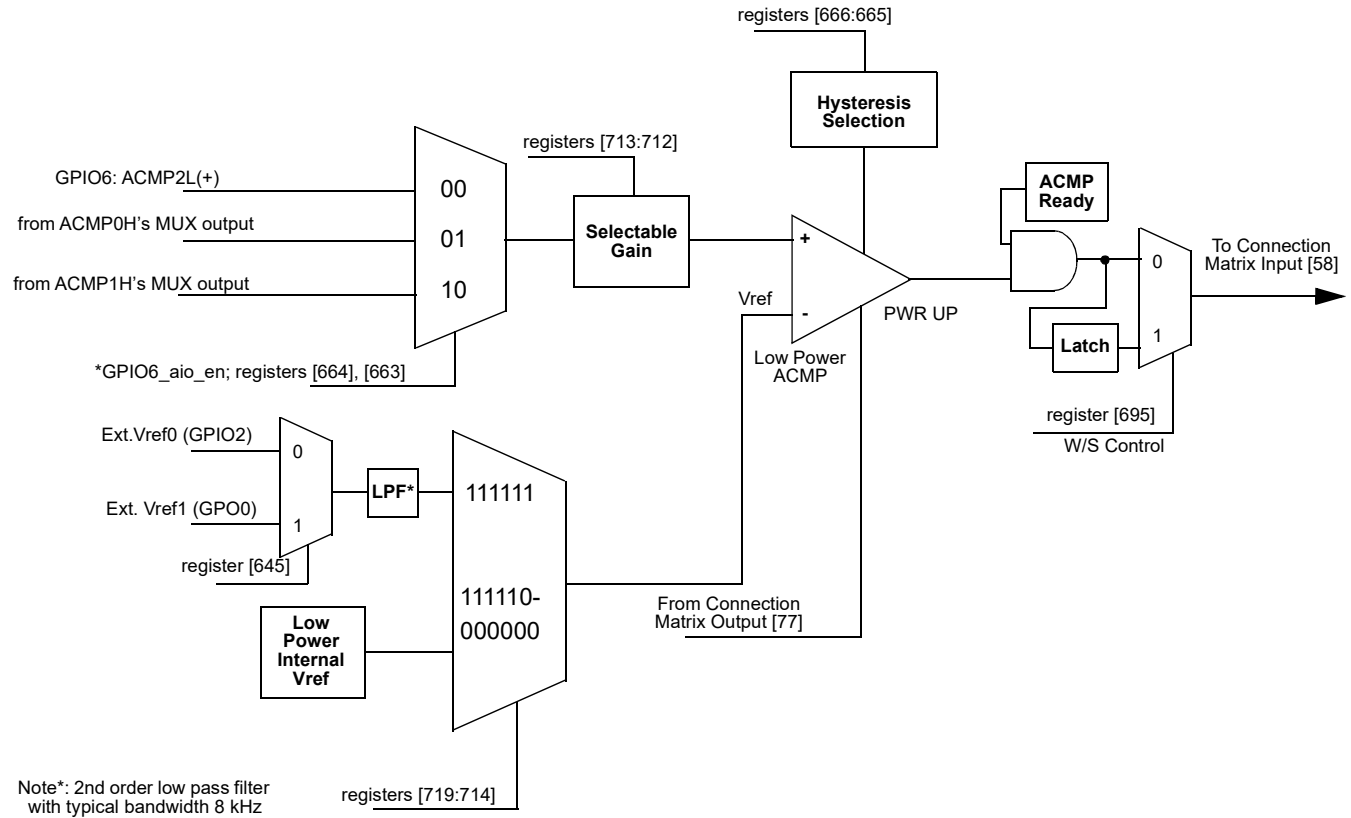 registers [666:665]
Hysteresis
Selection
registers [713:712]
GPIO6: ACMP2L(+)
from ACMP0H's MUX output
from ACMP1H's MUX output
00
01
10
Selectable
Gain
*GPIO6_aio_en; registers [664], [663]
+
-
Vref
Low Power
ACMP
PWR UP
ACMP
Ready
0
1
Latch
To Connection
Matrix Input [58]
register [695]
W/S Control
Ext.Vref0 (GPIO2)
Ext. Vref1 (GPO0)
0
1
register [645]
LPF*
111111
111110-
000000
Low
Power
Internal
Vref
From Connection
Matrix Output [77]
registers [719:714]
Note*: 2nd order low pass filter
with typical bandwidth 8 kHz